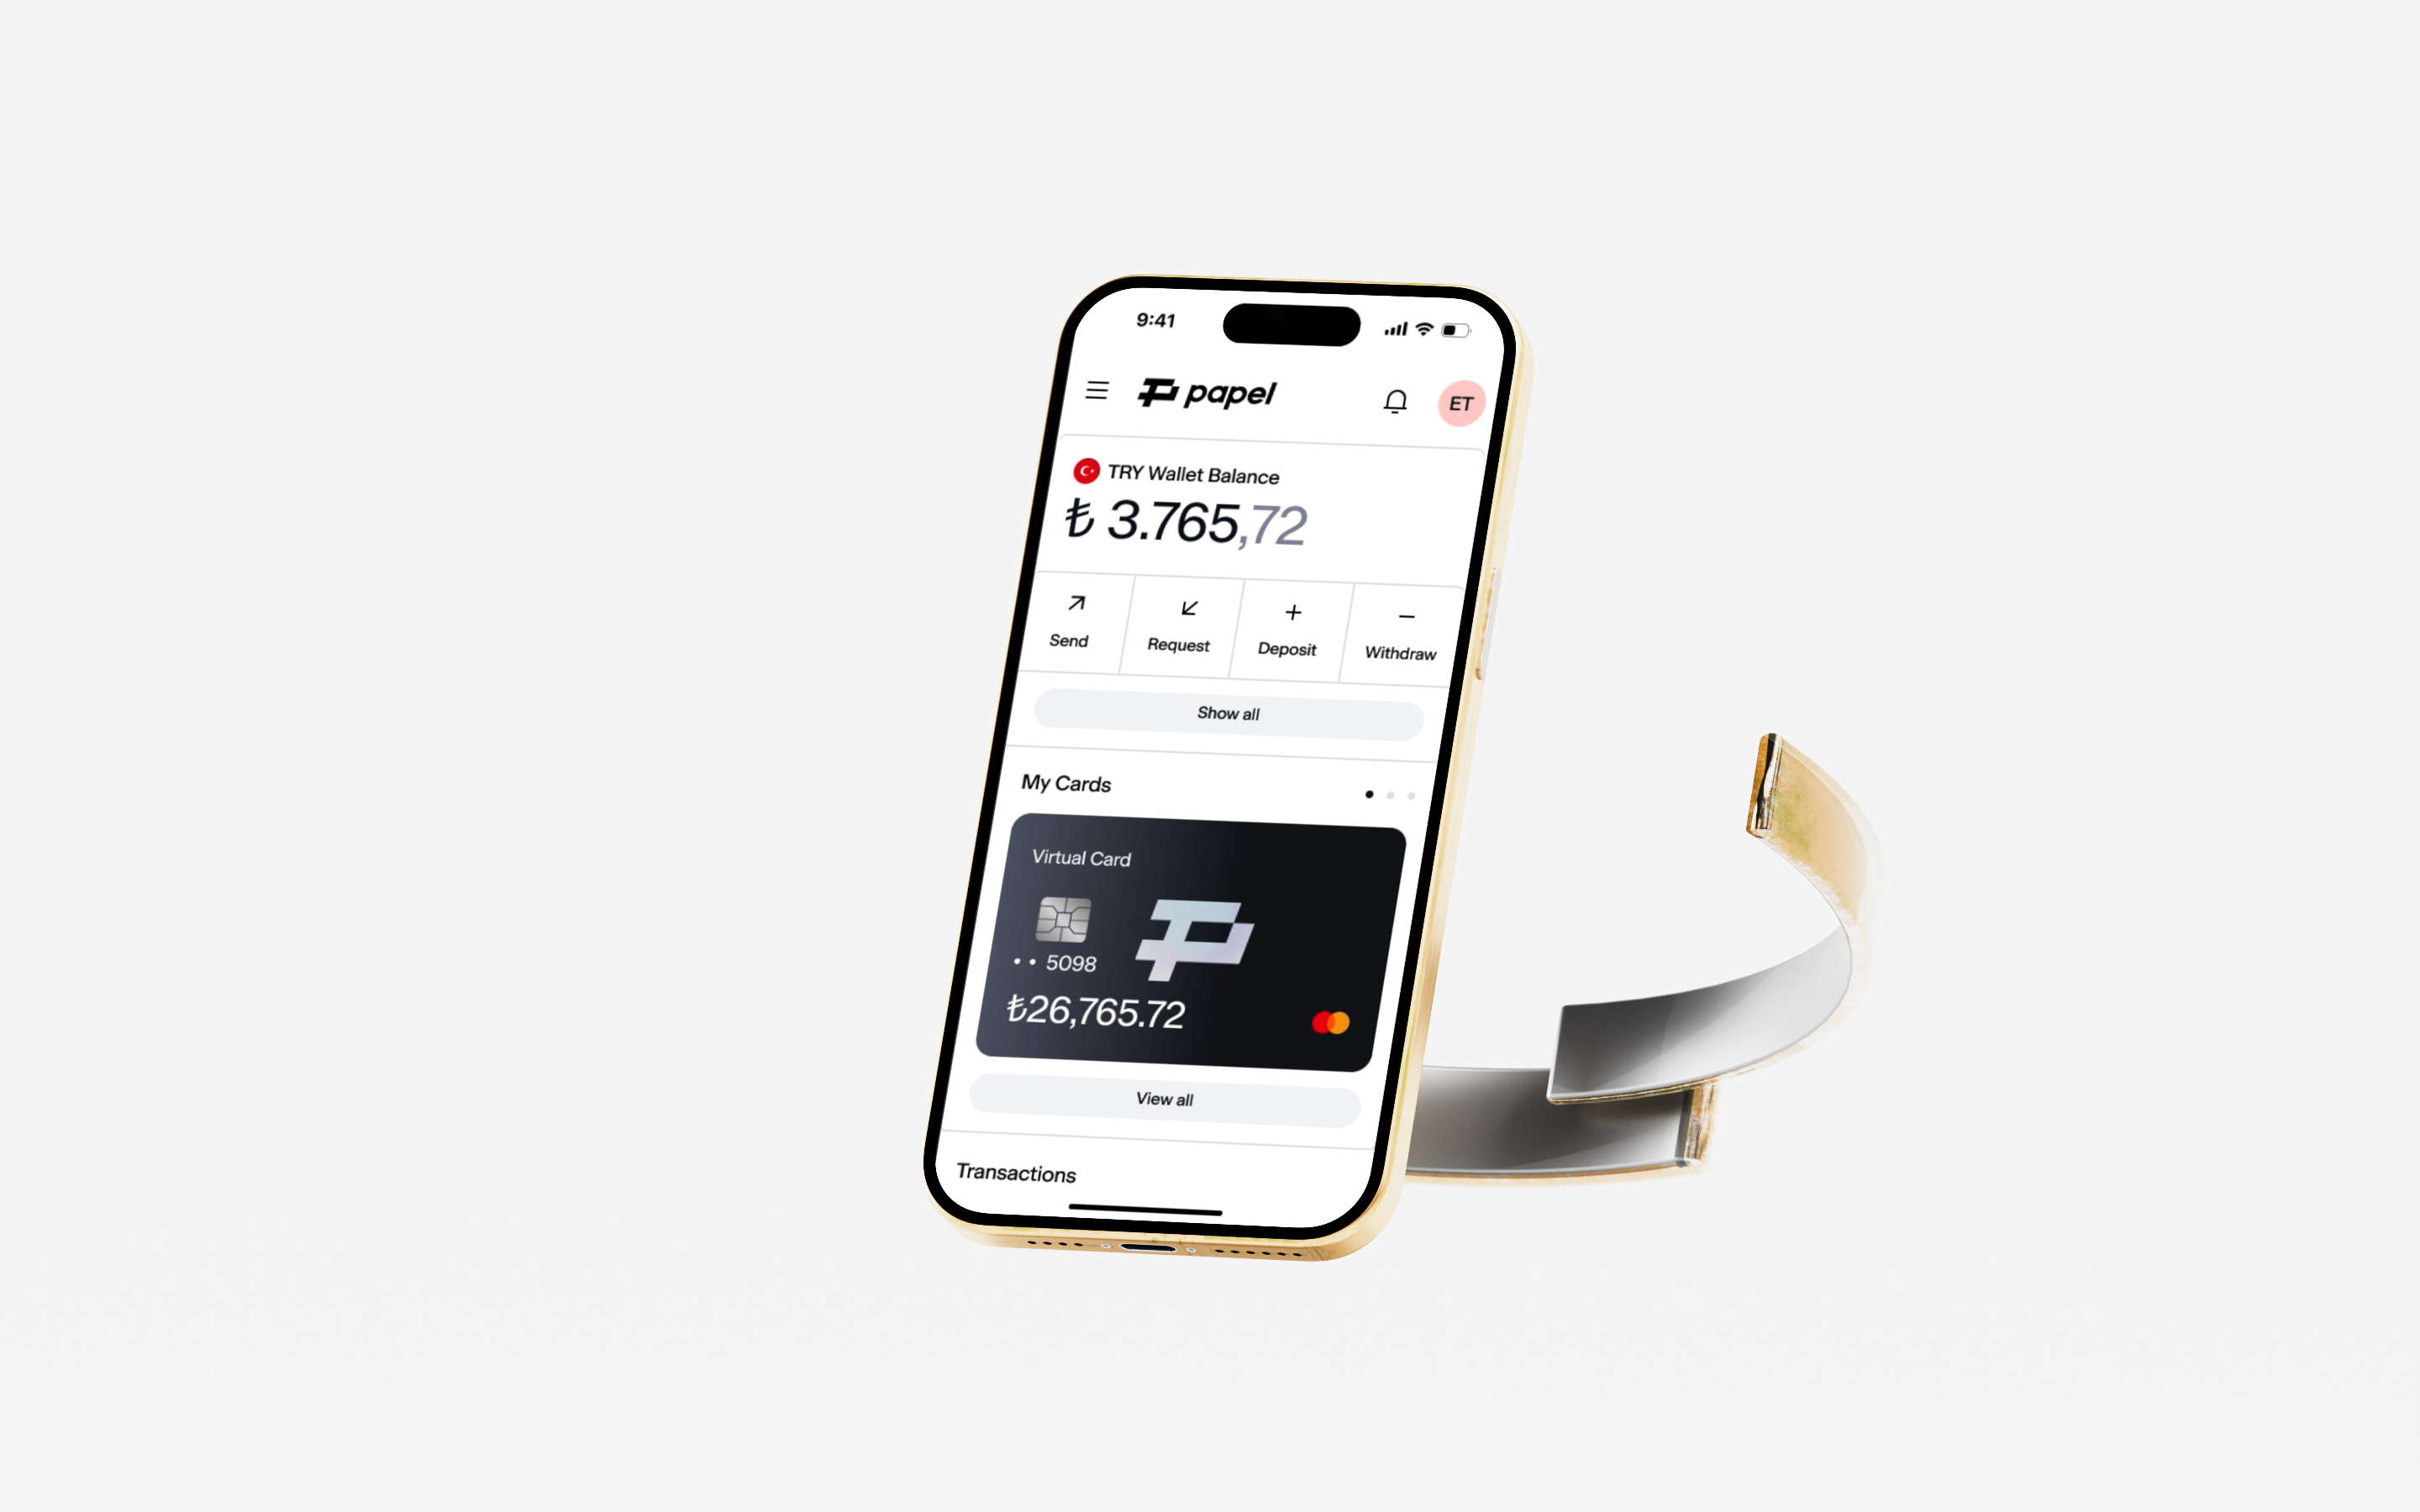 9:41
papel
ET
TRY Wallet Balance
₺ 3.765,72
Send
Request
Deposit
Withdraw
Show all
My Cards
Virtual Card
•• 5098
₺26,765.72
View all
Transactions